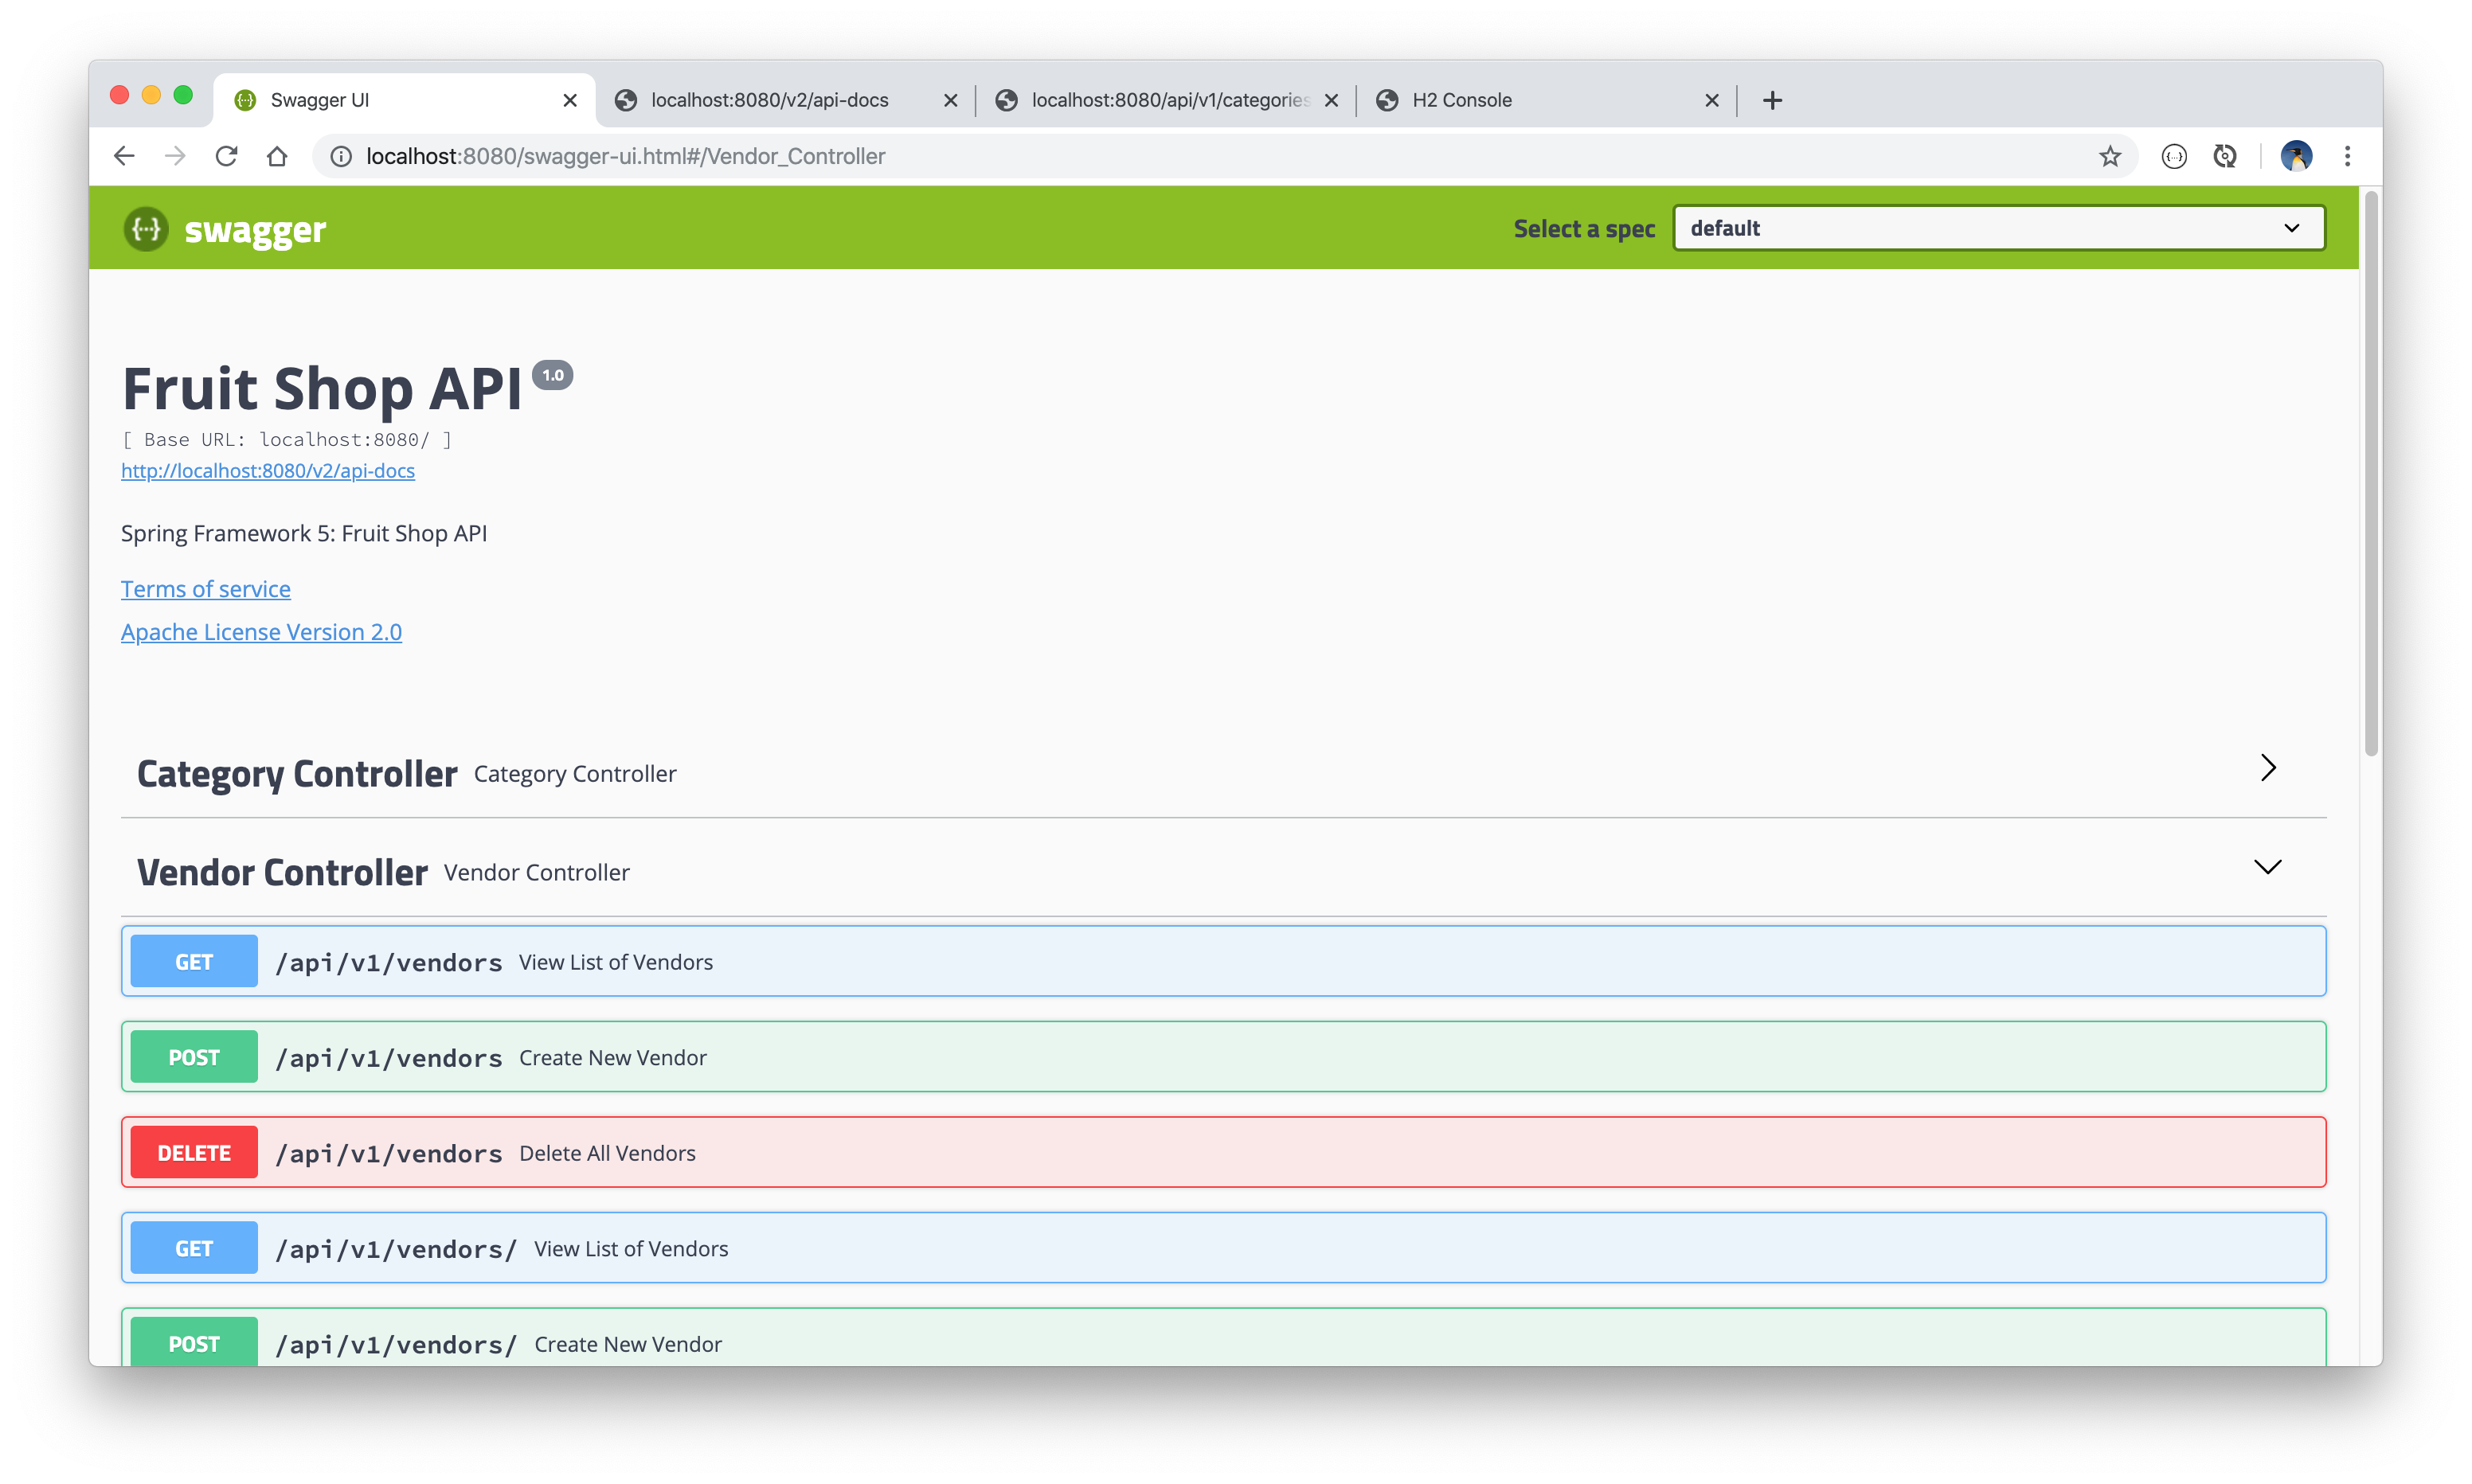 Swagger UI
localhost:8080/v2/api-docs
localhost:8080/api/v1/categories
H2 Console
localhost:8080/swagger-ui.html#/Vendor_Controller
{...} swagger
Select a spec
default
Fruit Shop API 1.0
[ Base URL: localhost:8080/ ]
http://localhost:8080/v2/api-docs
Spring Framework 5: Fruit Shop API
Terms of service
Apache License Version 2.0
Category Controller Category Controller
Vendor Controller Vendor Controller
GET /api/v1/vendors View List of Vendors
POST /api/v1/vendors Create New Vendor
DELETE /api/v1/vendors Delete All Vendors
GET /api/v1/vendors/ View List of Vendors
POST /api/v1/vendors/ Create New Vendor